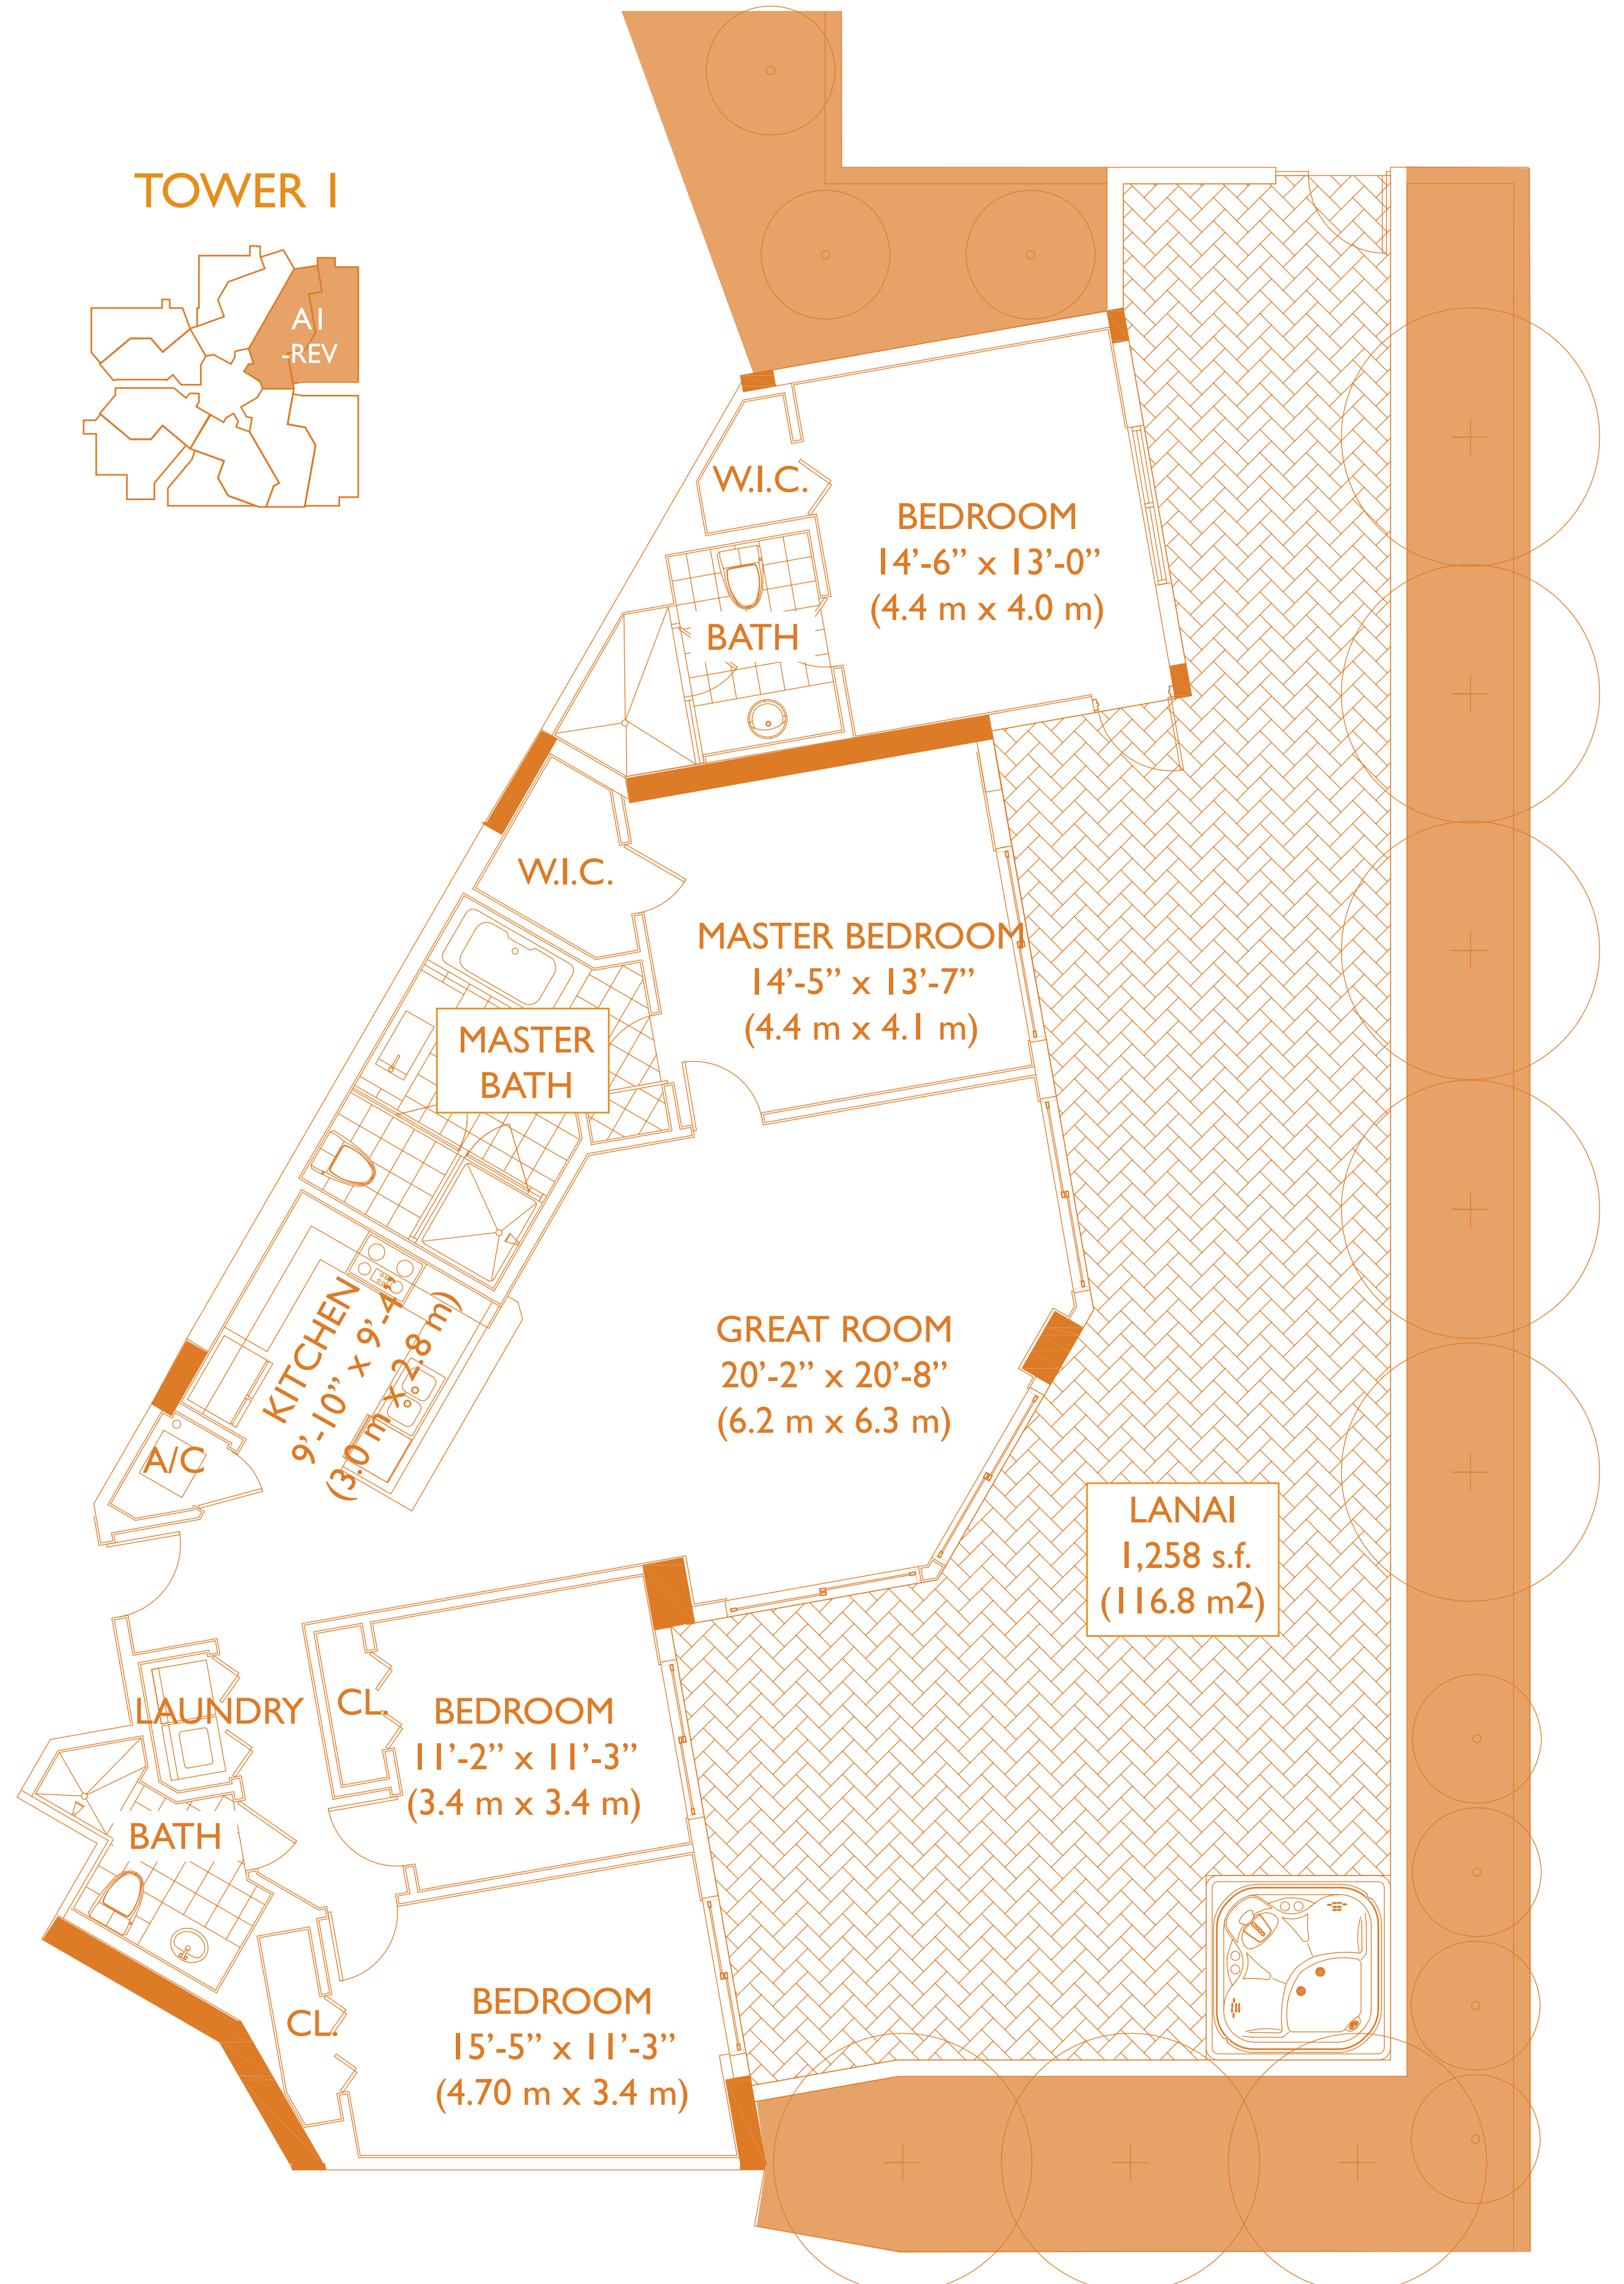 TOWER 1
A1
-REV
W.I.C.
BEDROOM
14'-6” x 13'-0”
(4.4 m x 4.0 m)
BATH
W.I.C.
MASTER BEDROOM
14'-5” x 13'-7”
(4.4 m x 4.1 m)
MASTER
BATH
KITCHEN
9'-10” x 9'-4”
(3.0 m x 2.8 m)
GREAT ROOM
20'-2” x 20'-8”
(6.2 m x 6.3 m)
A/C
LANAI
1,258 s.f.
(116.8 m2)
LAUNDRY
CL.
BEDROOM
11'-2” x 11'-3”
(3.4 m x 3.4 m)
BATH
CL.
BEDROOM
15'-5” x 11'-3”
(4.70 m x 3.4 m)